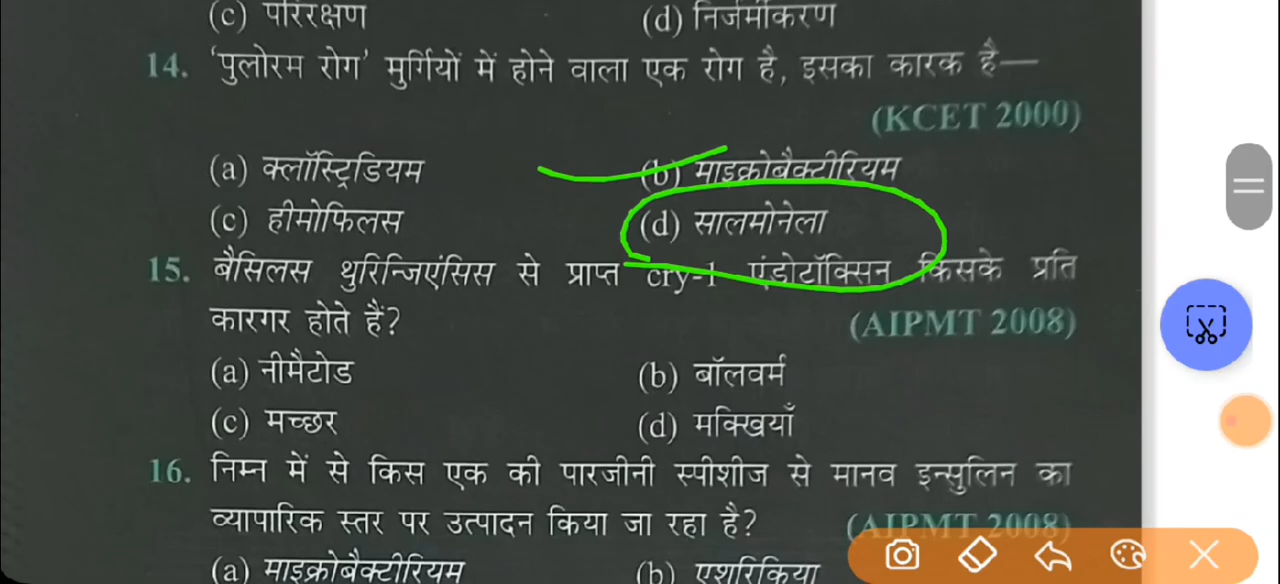 (c) परिरक्षण (d) निर्जर्मीकरण
14. ‘पुलोरम रोग’ मुर्गियों में होने वाला एक रोग है, इसका कारक है—
(KCET 2000)
(a) क्लॉस्ट्रिडियम (b) माइक्रोबैक्टीरियम
(c) हीमोफिलस (d) सालमोनेला
15. बैसिलस थुरिन्जिएंसिस से प्राप्त cry-1 एंडोटॉक्सिन किसके प्रति
कारगर होते हैं? (AIPMT 2008)
(a) नीमैटोड (b) बॉलवर्म
(c) मच्छर (d) मक्खियाँ
16. निम्न में से किस एक की पारजीनी स्पीशीज से मानव इन्सुलिन का
व्यापारिक स्तर पर उत्पादन किया जा रहा है? (AIPMT 2008)
(a) माइक्रोबैक्टीरियम (b) एशरिकिया